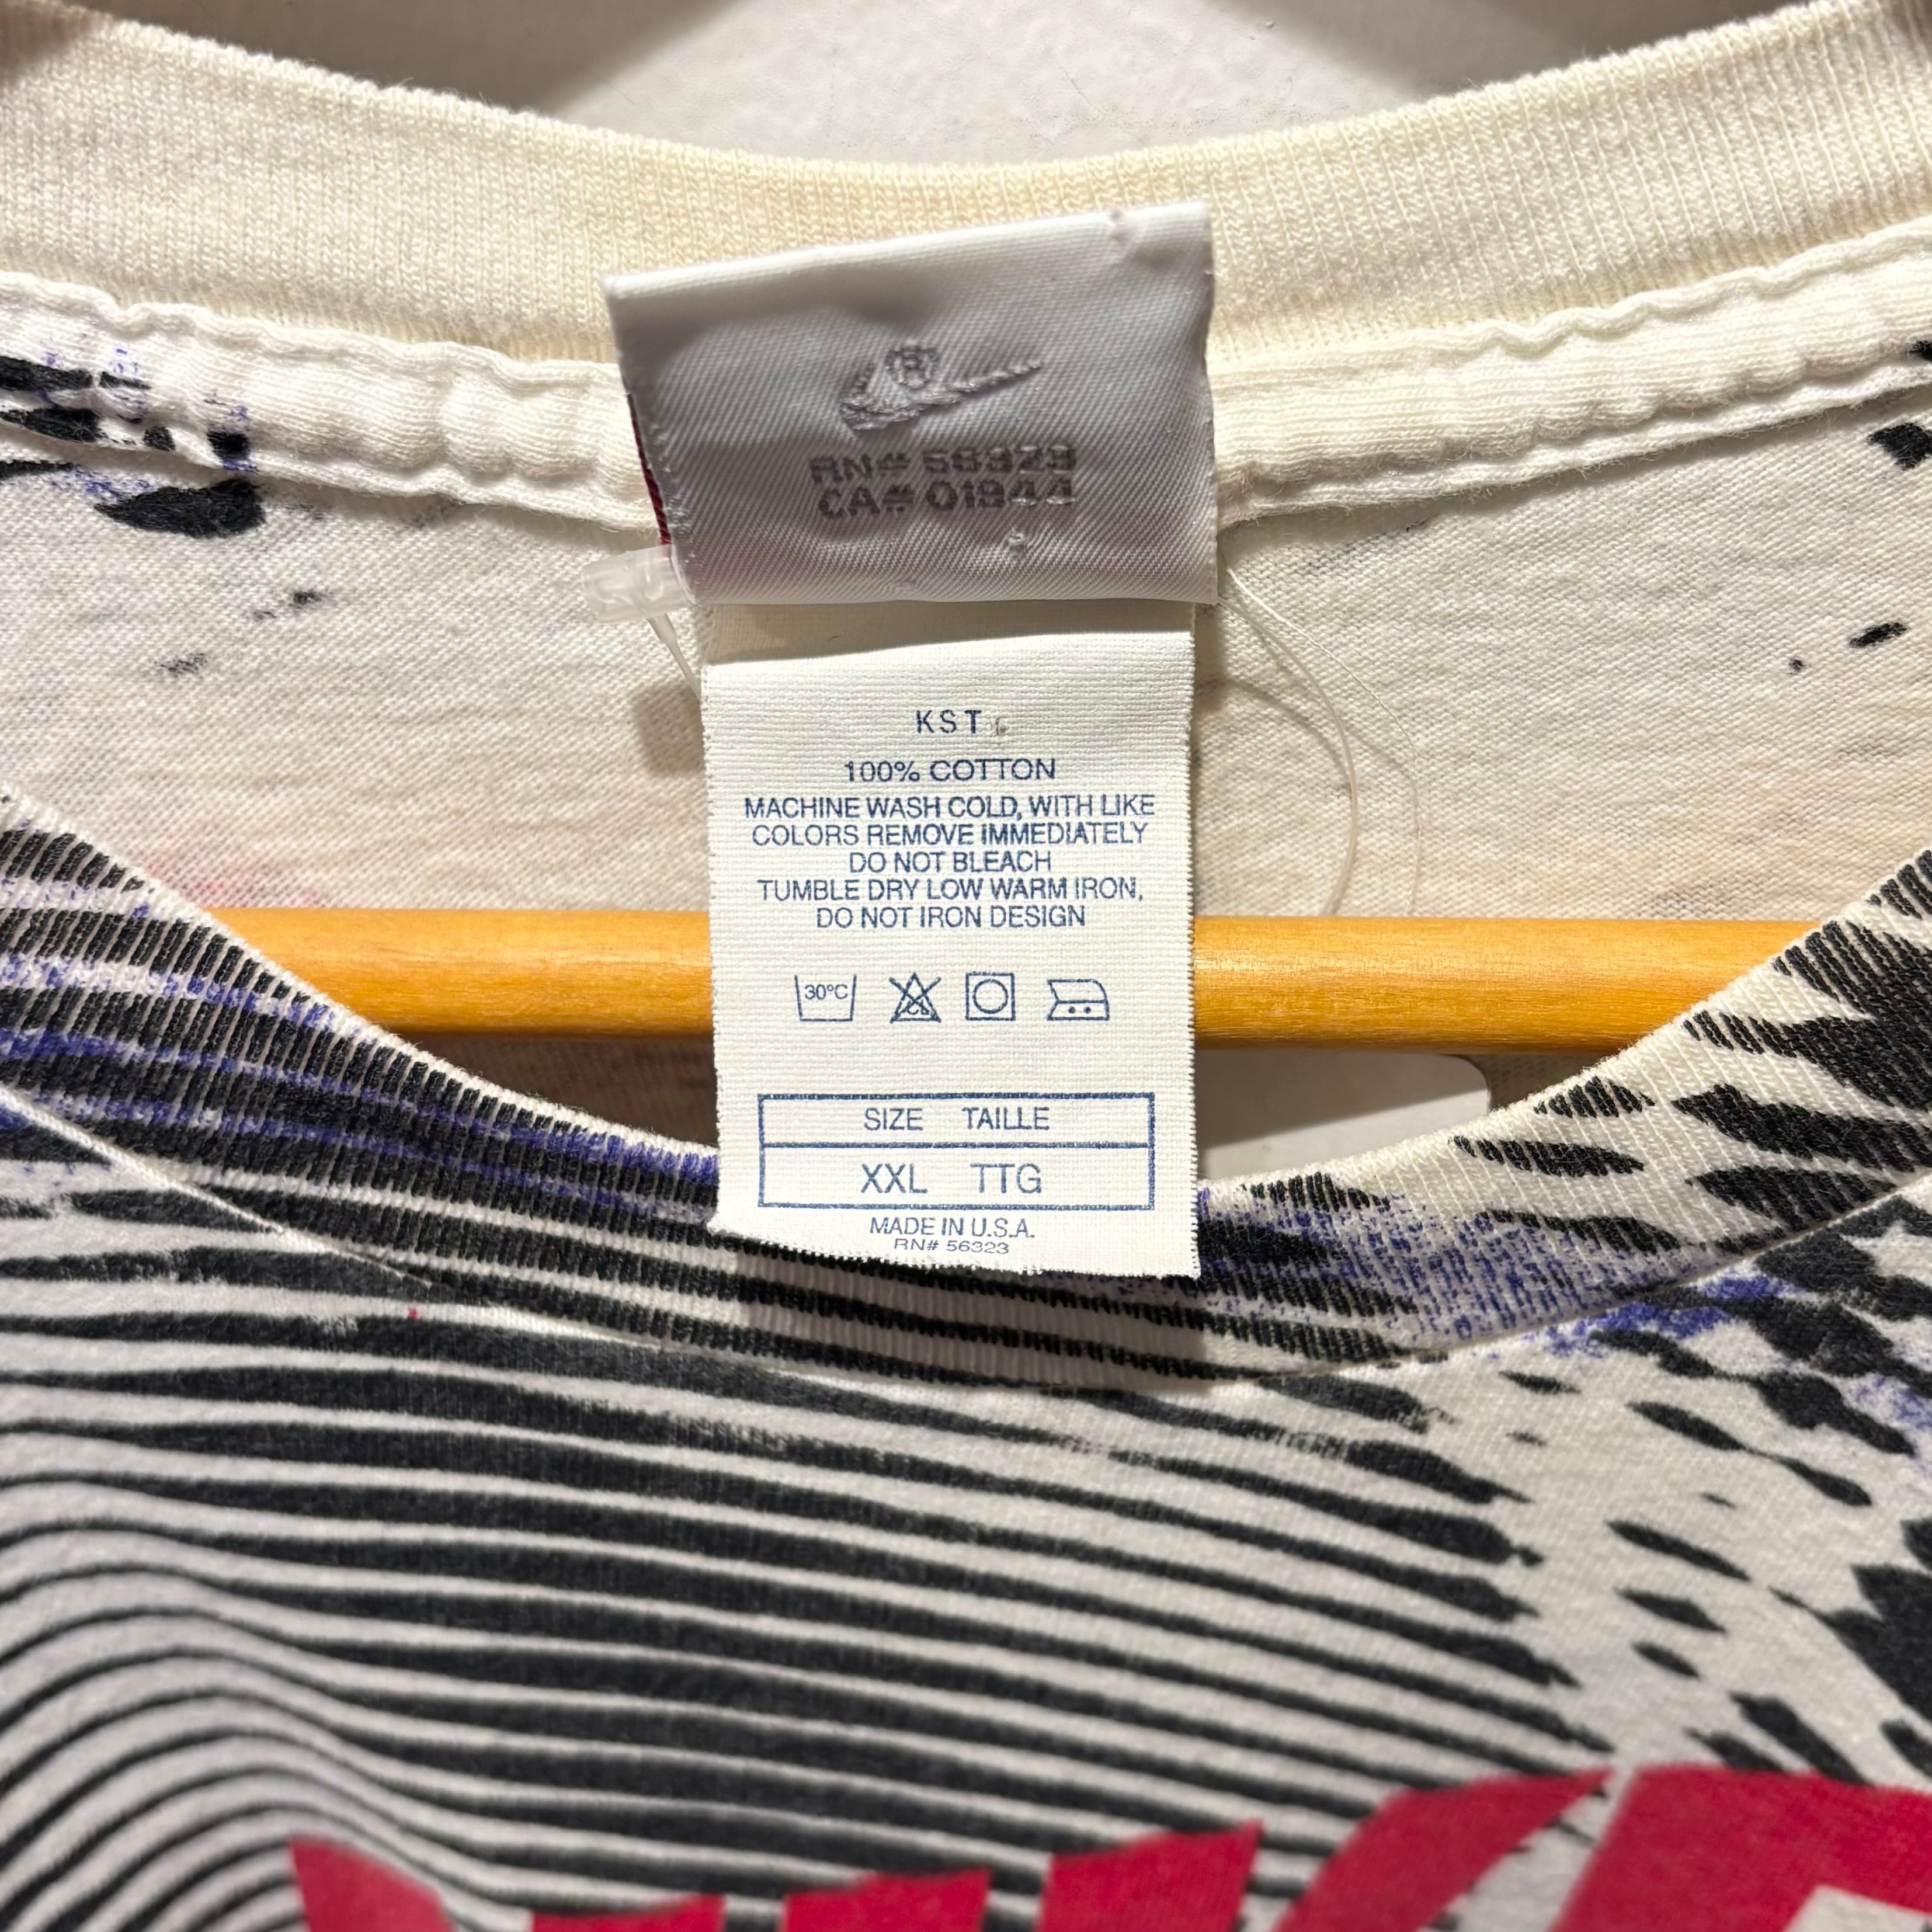 RN# 56323
CA# 01944
KST
100% COTTON
MACHINE WASH COLD, WITH LIKE
COLORS REMOVE IMMEDIATELY
DO NOT BLEACH
TUMBLE DRY LOW WARM IRON,
DO NOT IRON DESIGN
30°C CL
SIZE TAILLE
XXL TTG
MADE IN U.S.A.
RN# 56323